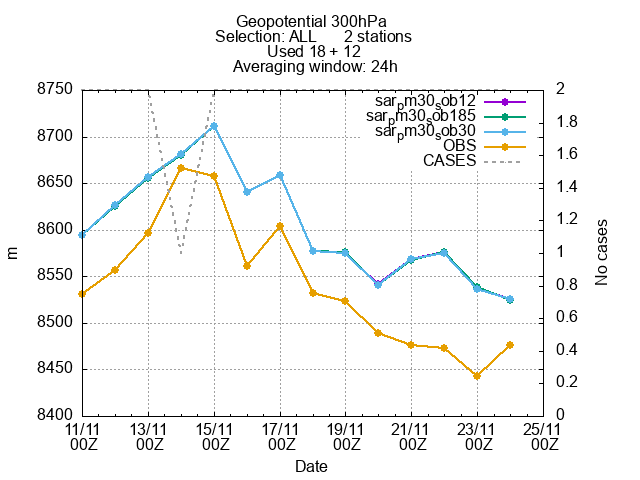 Geopotential 300hPa
Selection: ALL 2 stations
Used 18 + 12
Averaging window: 24h
sarpm30sob12
sarpm30sob185
sarpm30sob30
OBS
CASES
8750
8700
8650
8600
8550
8500
8450
8400
m
2
1.8
1.6
1.4
1.2
1
0.8
0.6
0.4
0.2
0
No cases
11/11 13/11 15/11 17/11 19/11 21/11 23/11 25/11
00Z 00Z 00Z 00Z 00Z 00Z 00Z 00Z
Date